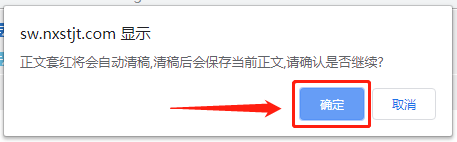 sw.nxstjt.com 显示
正文套红将会自动清稿,清稿后会保存当前正文,请确认是否继续?
确定
取消